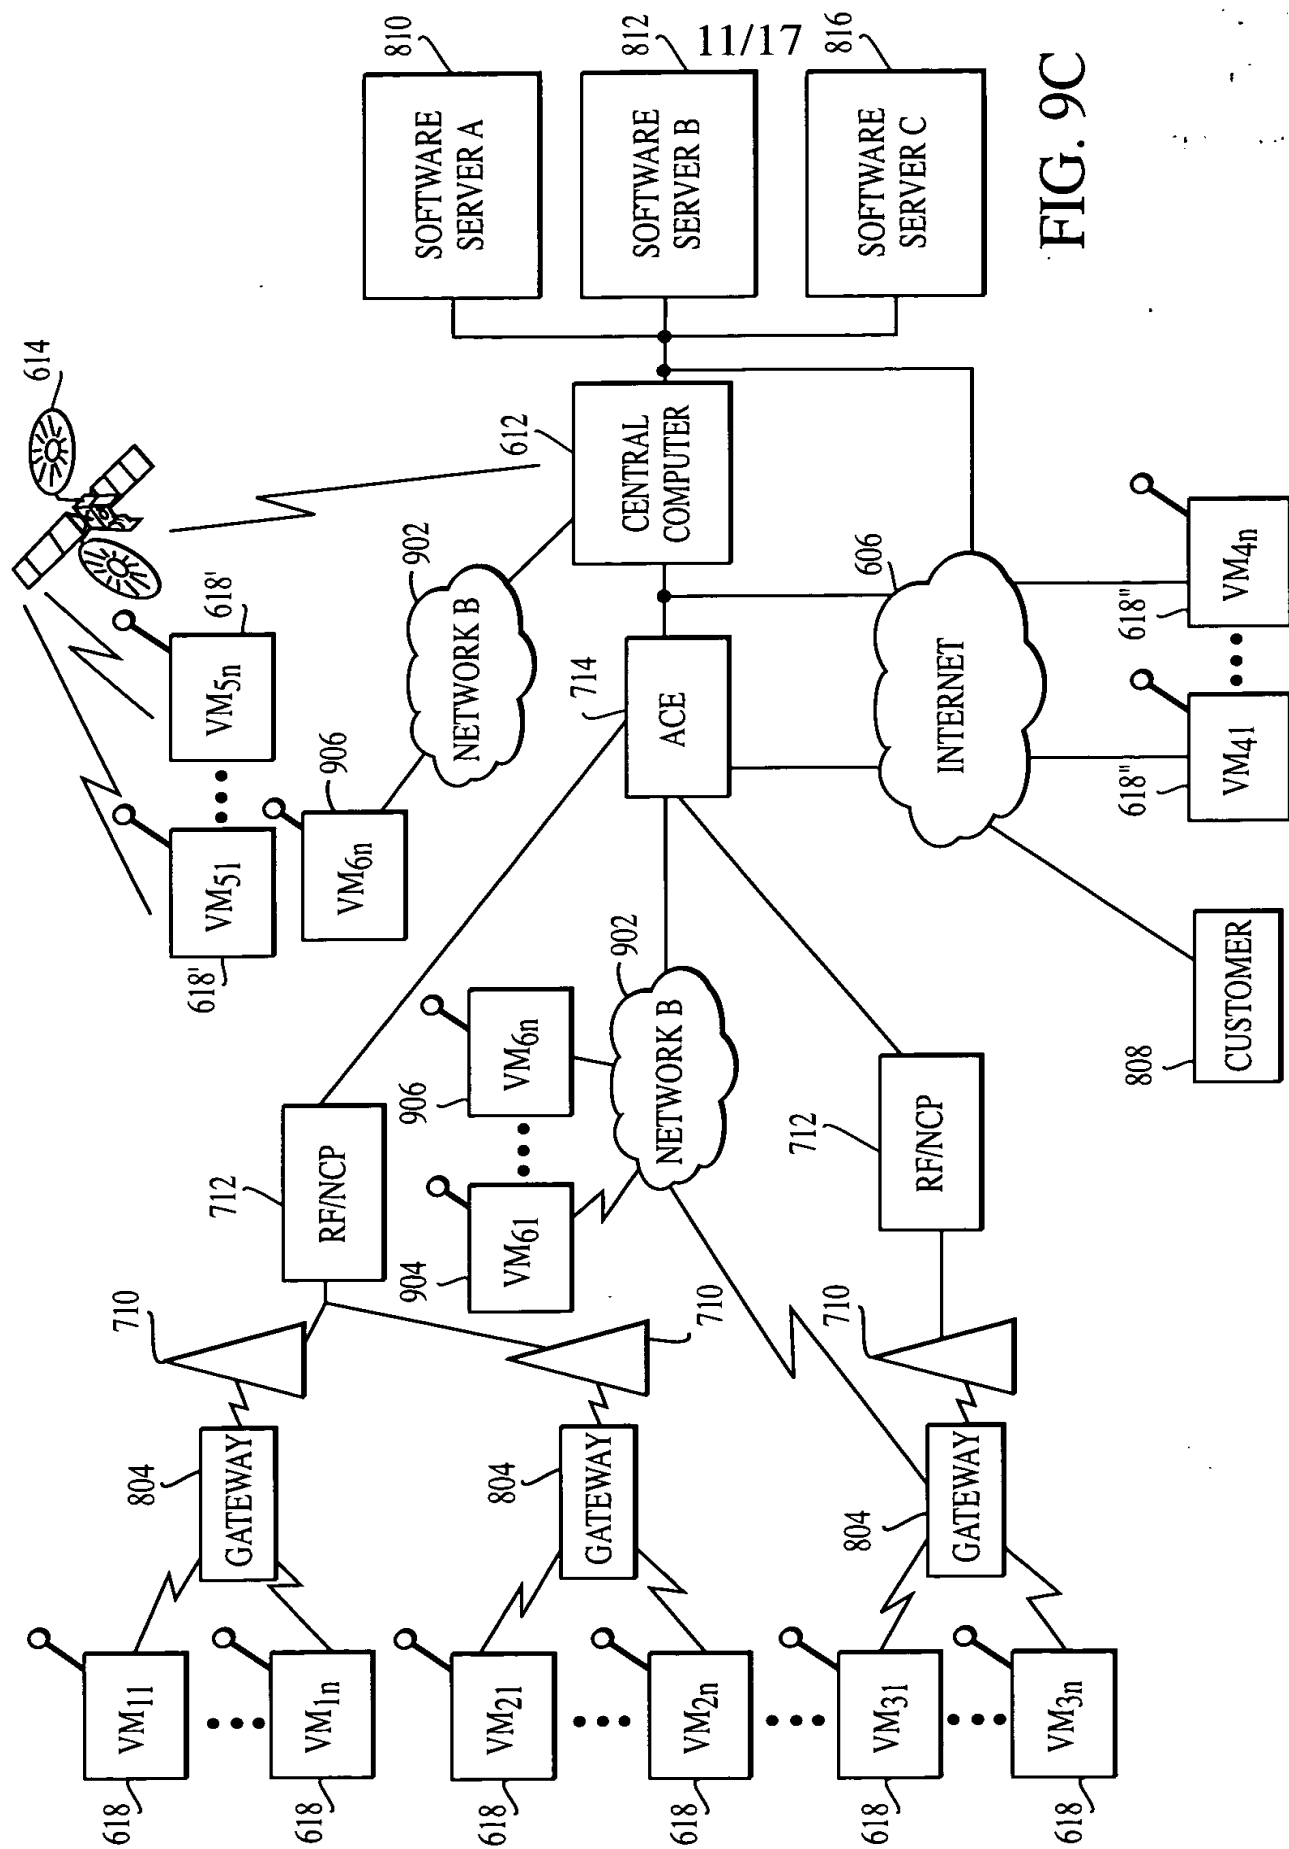 11/17
810
SOFTWARE
SERVER A
812
SOFTWARE
SERVER B
816
SOFTWARE
SERVER C
614
612
CENTRAL
COMPUTER
902
NETWORK B
618'
VM5n
618'
VM51
906
VM6n
714
ACE
606
INTERNET
618"
VM4n
618"
VM41
808
CUSTOMER
902
NETWORK B
906
VM6n
904
VM61
712
RF/NCP
712
RF/NCP
710
710
710
804
GATEWAY
804
GATEWAY
804
GATEWAY
VM11
618
VM1n
618
VM21
618
VM2n
618
VM31
618
VM3n
618
FIG. 9C